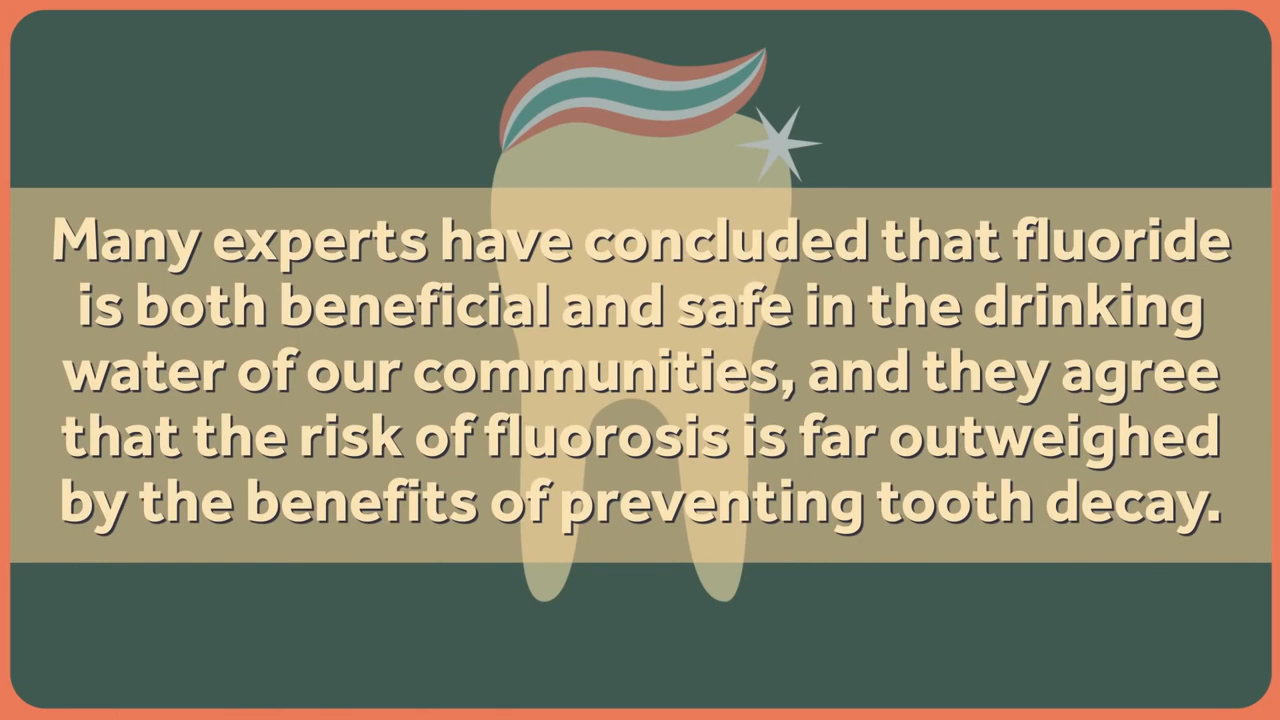 Many experts have concluded that fluoride
is both beneficial and safe in the drinking
water of our communities, and they agree
that the risk of fluorosis is far outweighed
by the benefits of preventing tooth decay.